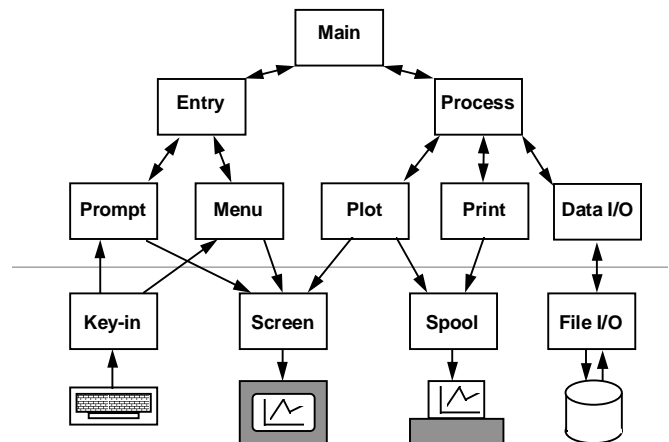 Main
Entry
Process
Prompt
Menu
Plot
Print
Data I/O
Key-in
Screen
Spool
File I/O